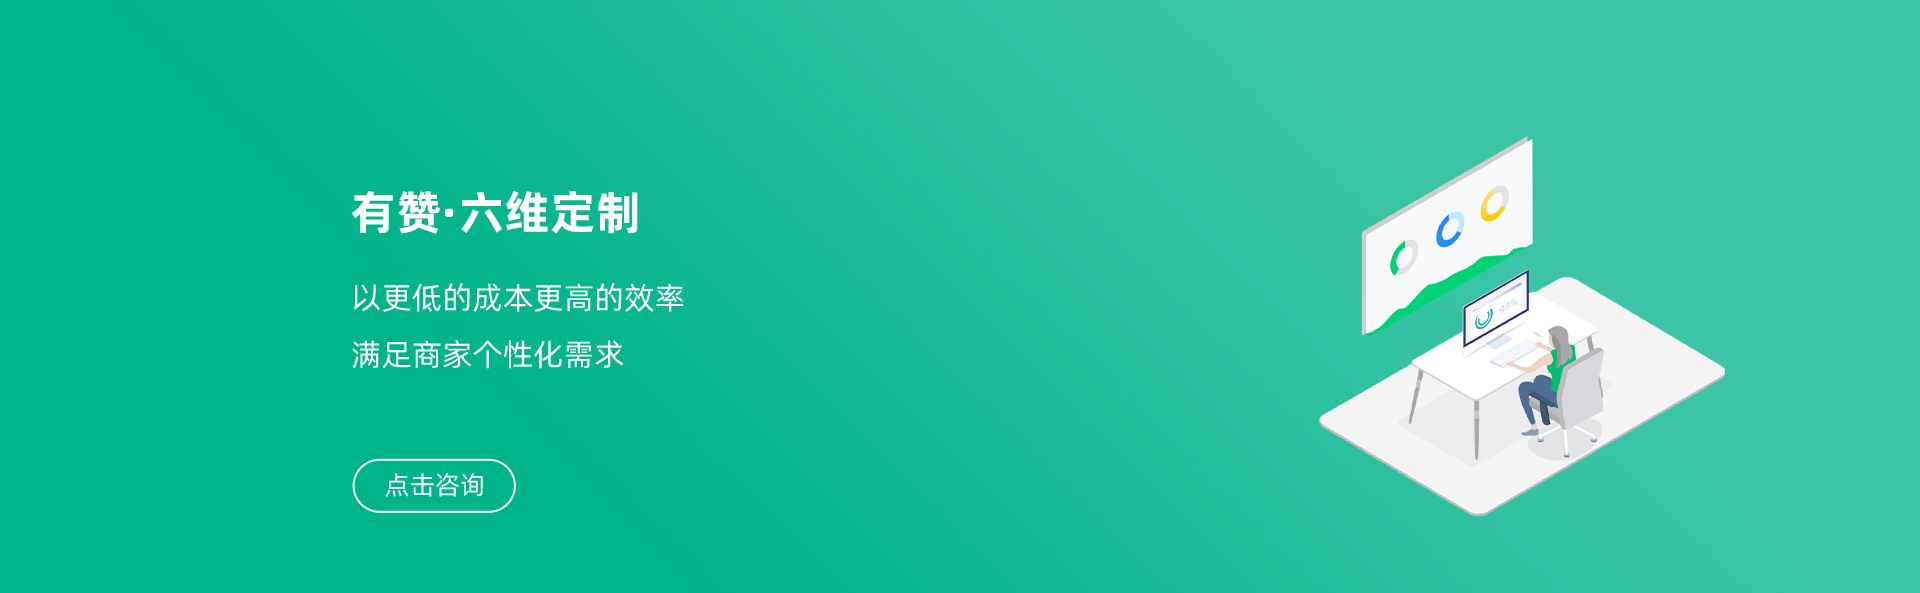 有赞·六维定制
以更低的成本更高的效率
满足商家个性化需求
点击咨询
98%